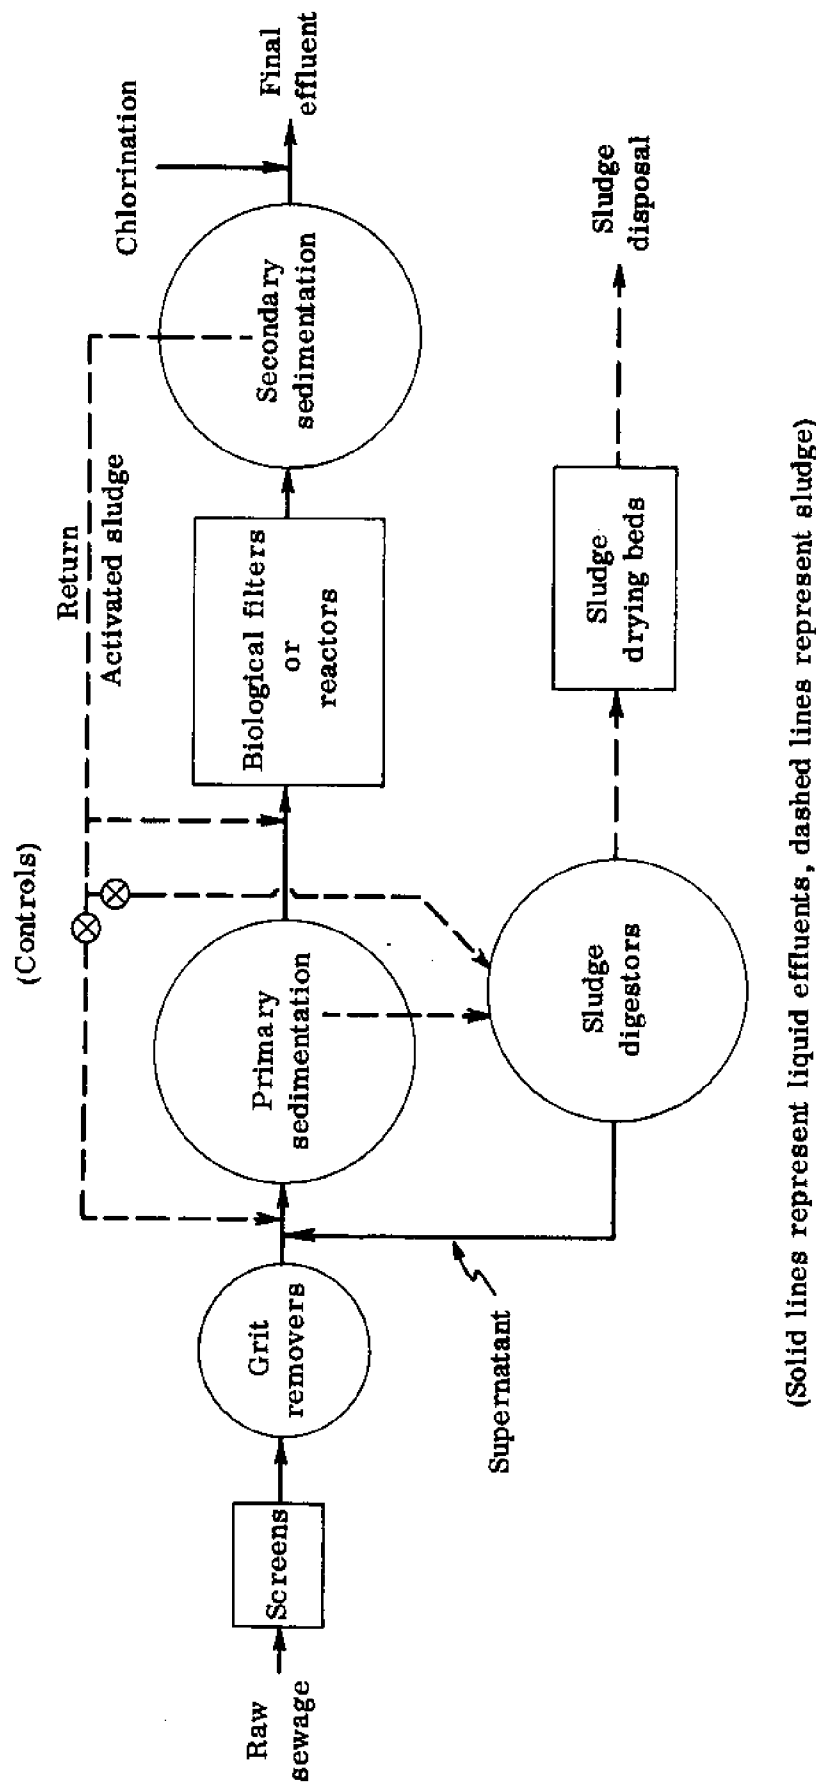 (Controls)
Return
Activated sludge
Chlorination
Raw
sewage
Screens
Grit
removers
Primary
sedimentation
Biological filters
or
reactors
Secondary
sedimentation
Final
effluent
Supernatant
Sludge
digestors
Sludge
drying beds
Sludge
disposal
(Solid lines represent liquid effluents, dashed lines represent sludge)